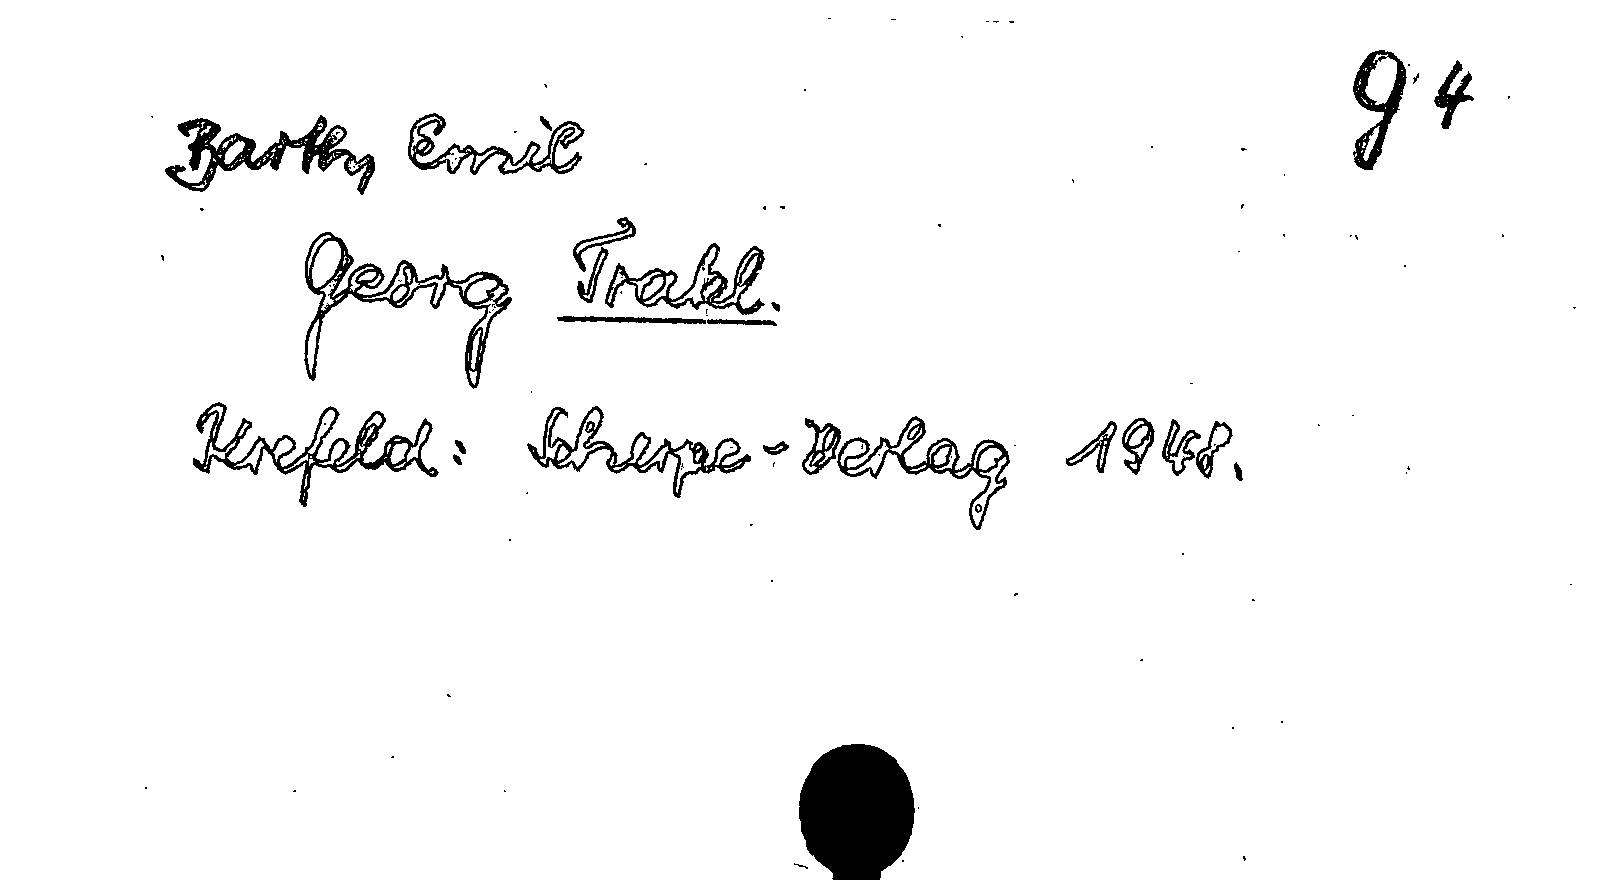 g 4
Barth, Emil
Georg Trakl.
Krefeld: Scherpe-Verlag 1948.